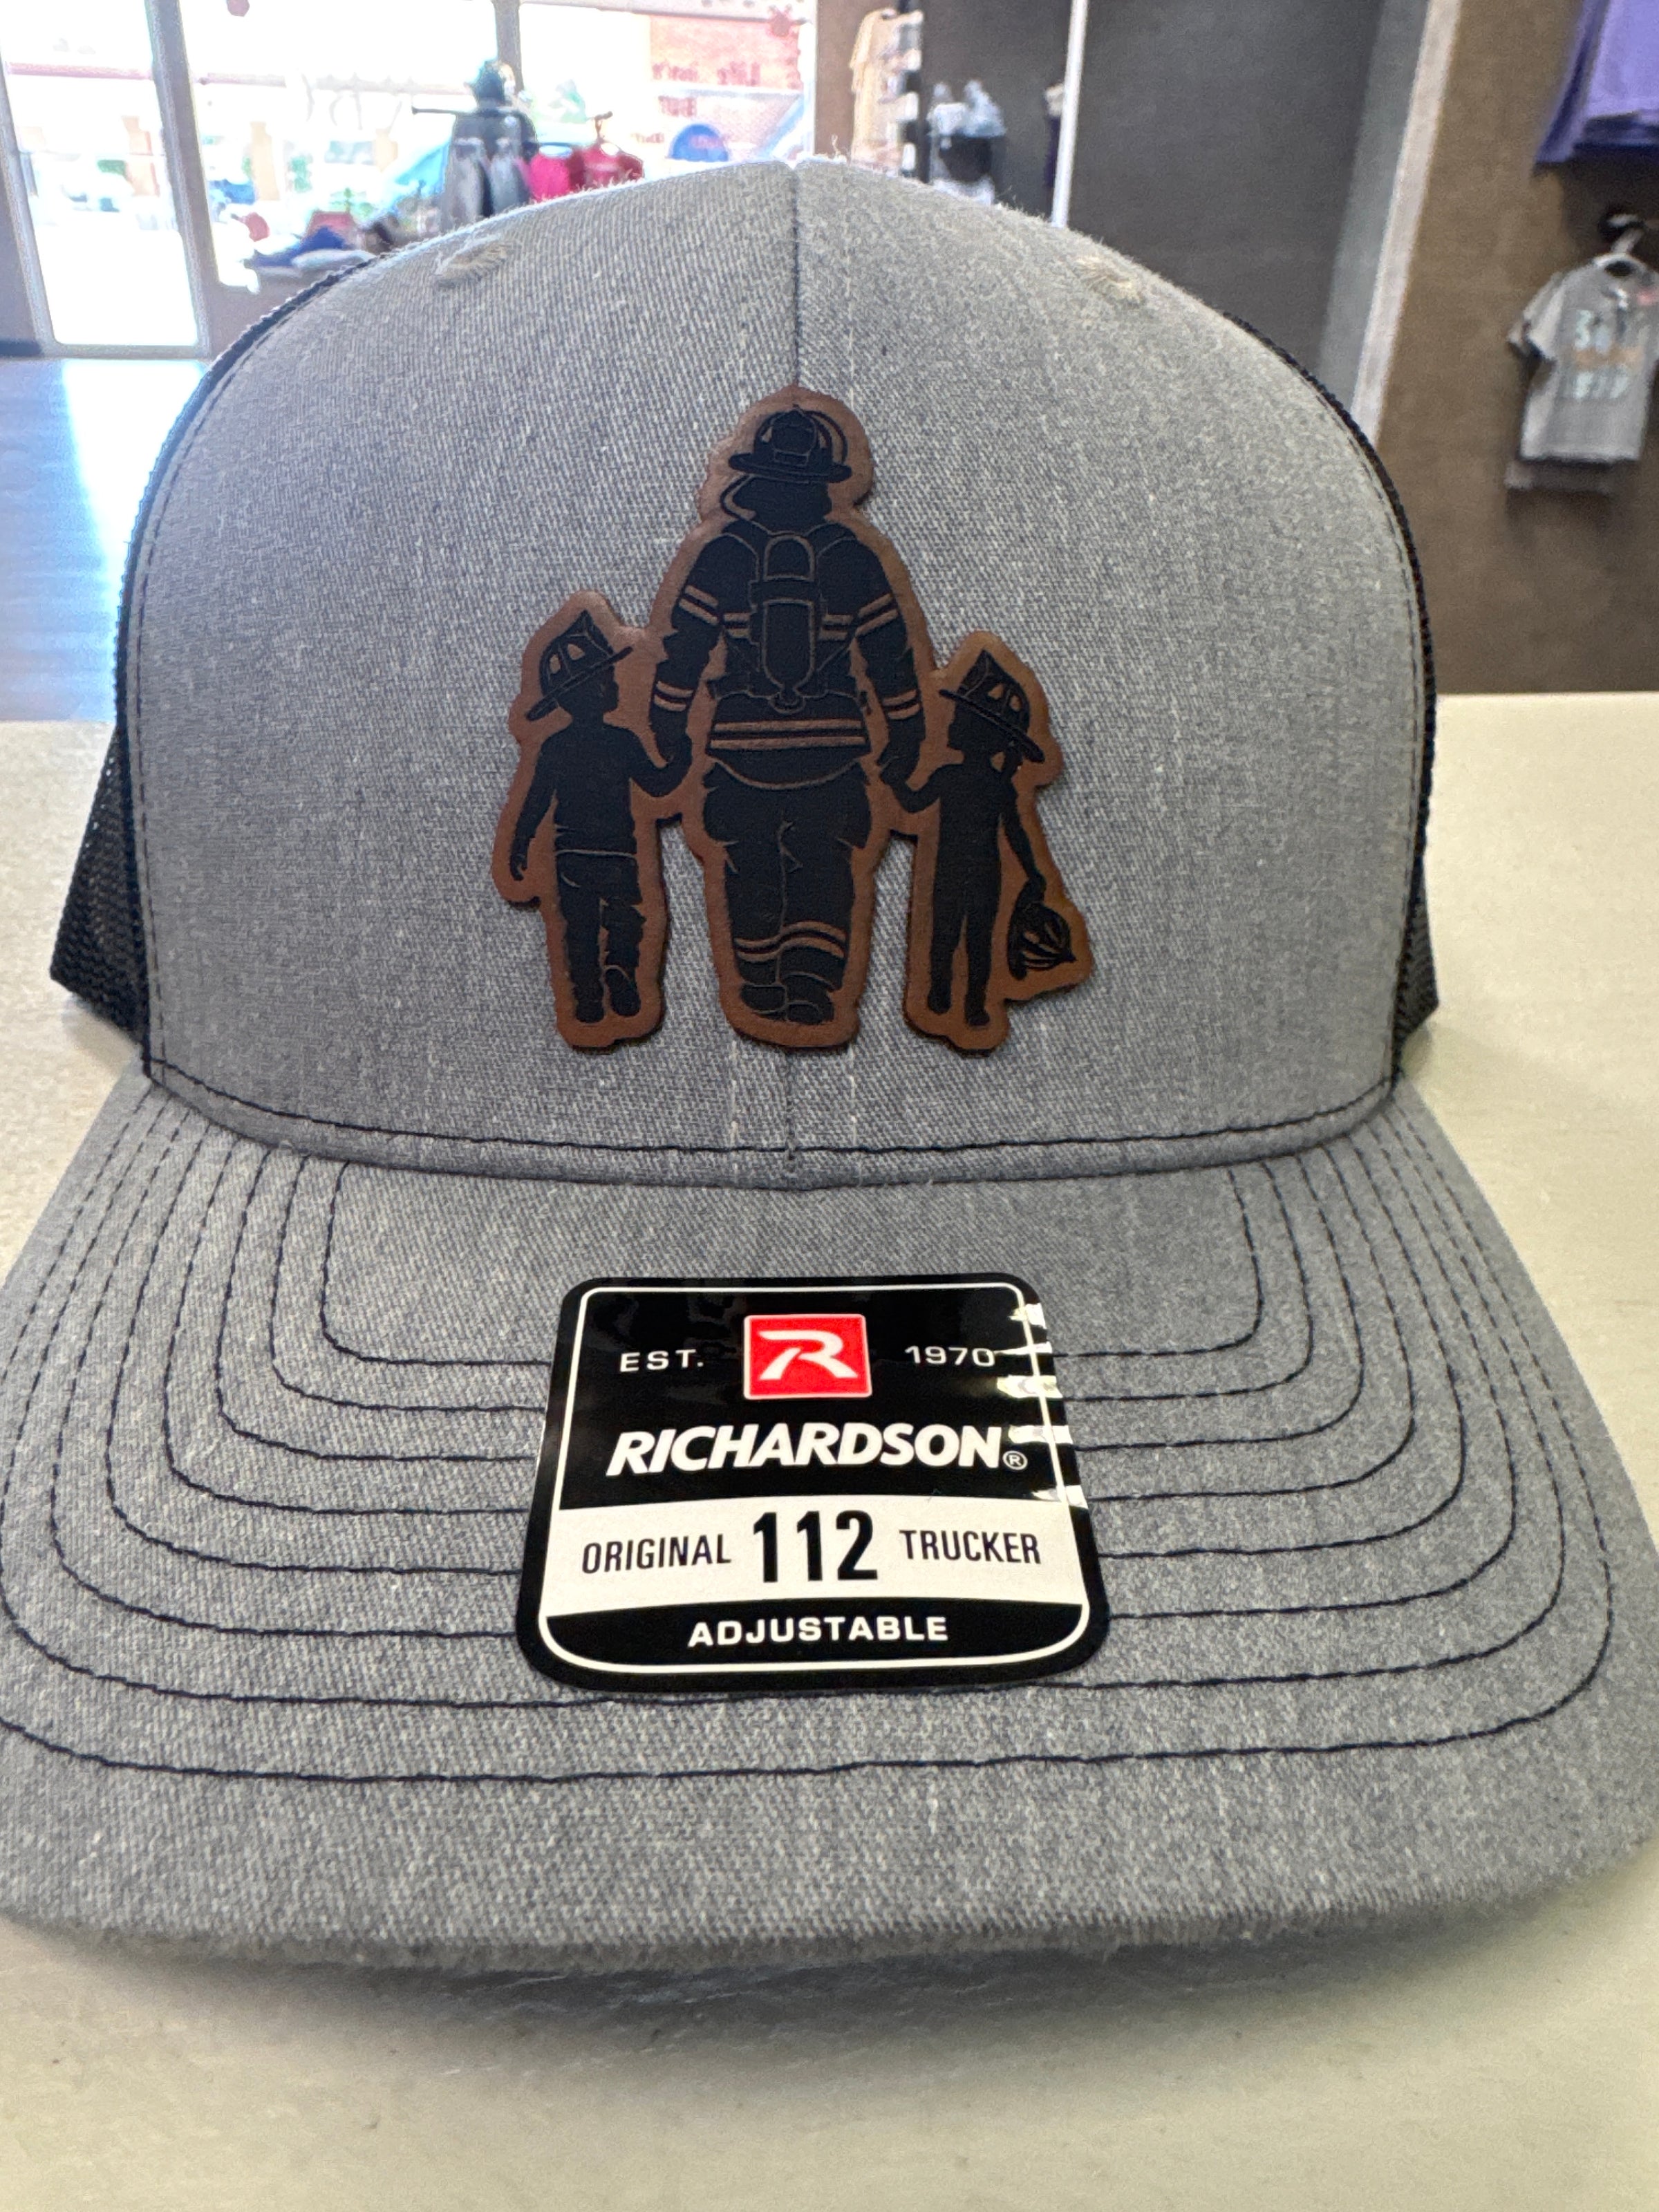 EST. R 1970
RICHARDSON®
ORIGINAL 112 TRUCKER
ADJUSTABLE